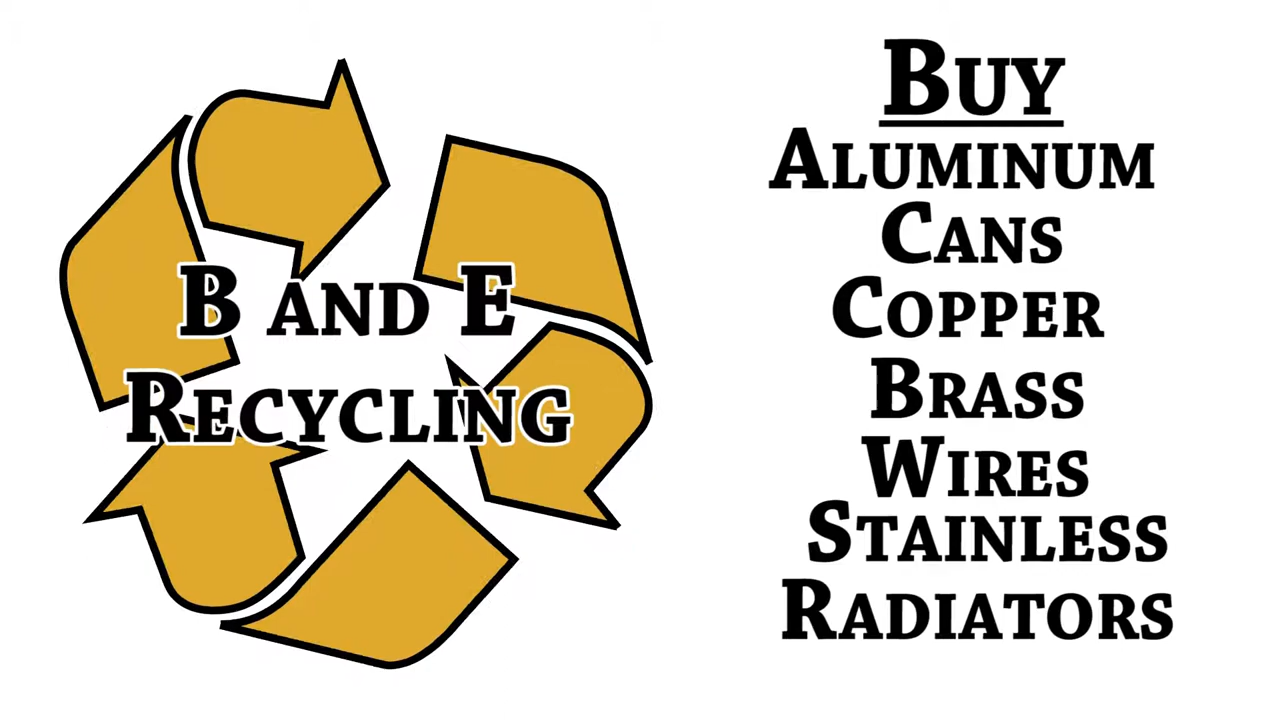 B AND E
RECYCLING
BUY
ALUMINUM
CANS
COPPER
BRASS
WIRES
STAINLESS
RADIATORS